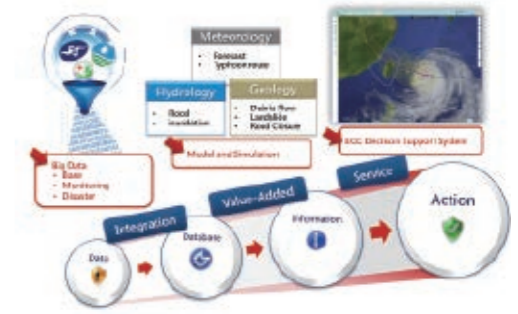 Meteorology
• Forecast
• Typhoon route
Hydrology
• Flood
• Inundation
Geology
• Debris flow
• Landslide
• Road Closure
Big Data
• Base
• Monitoring
• Disaster
Model and Simulation
Decision Support System
Integration
Value-Added
Service
Data
Database
Information
Action